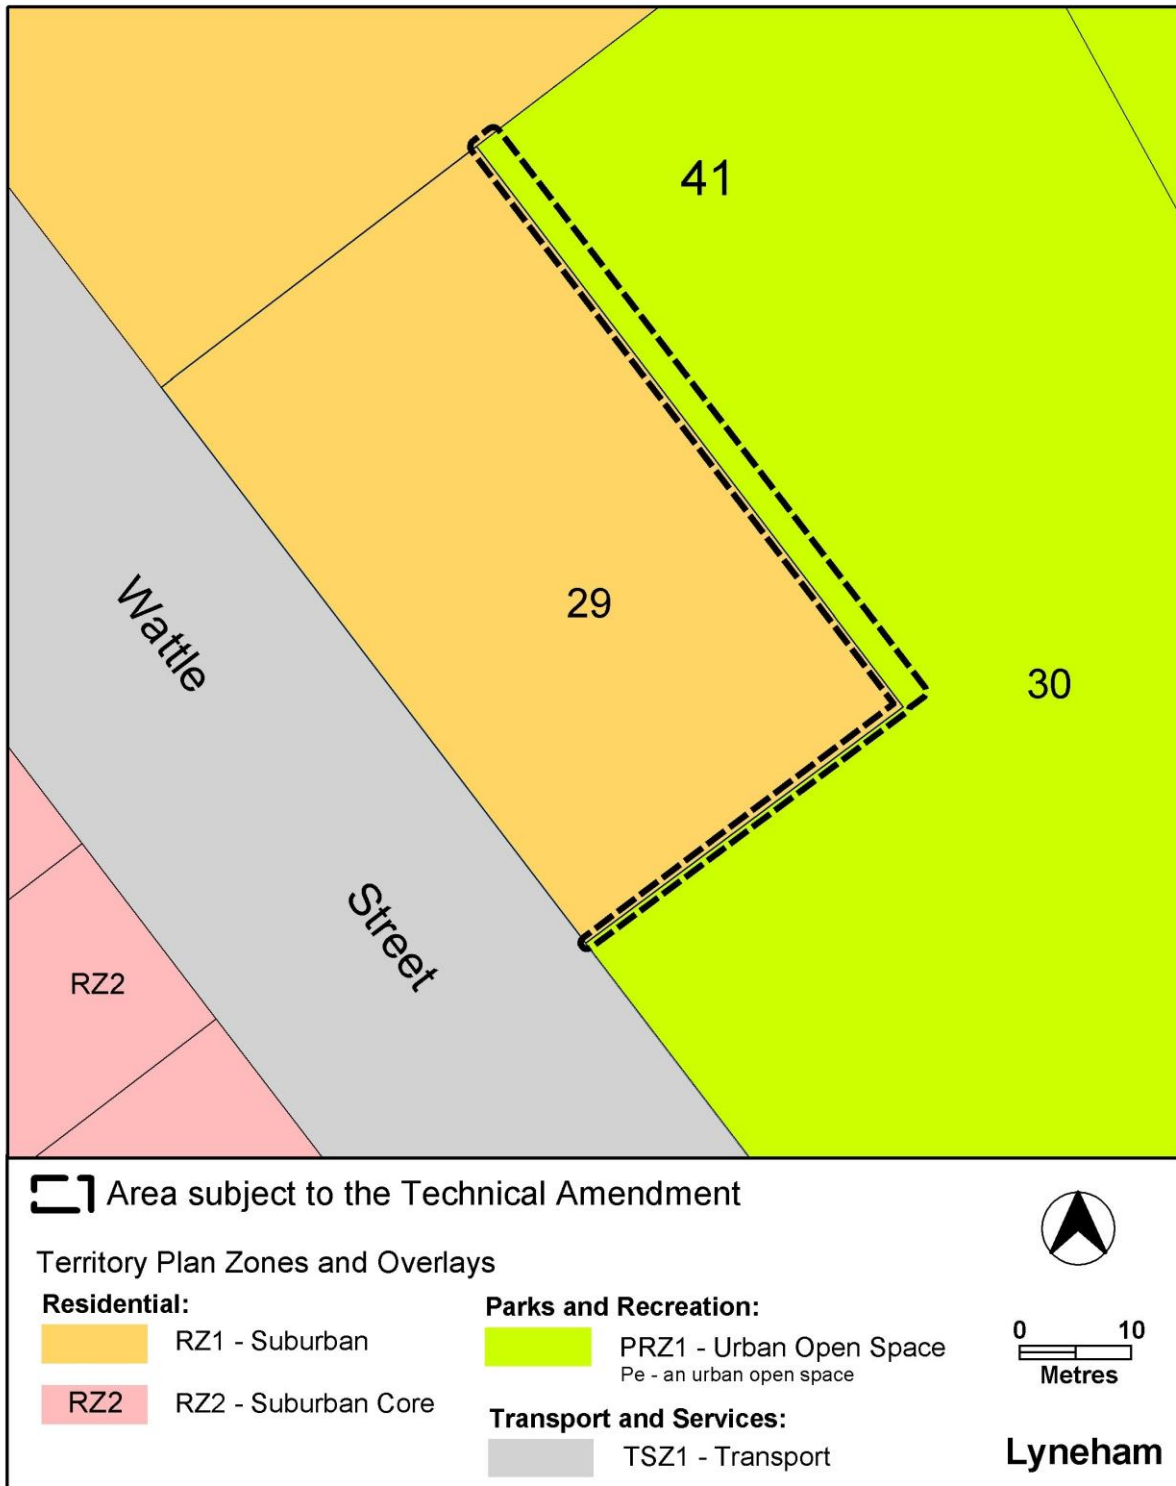 41
29
30
Wattle
Street
RZ2
Area subject to the Technical Amendment
Territory Plan Zones and Overlays
Residential:
RZ1 - Suburban
RZ2
RZ2 - Suburban Core
Parks and Recreation:
PRZ1 - Urban Open Space
Pe - an urban open space
Transport and Services:
TSZ1 - Transport
0 10
Metres
Lyneham